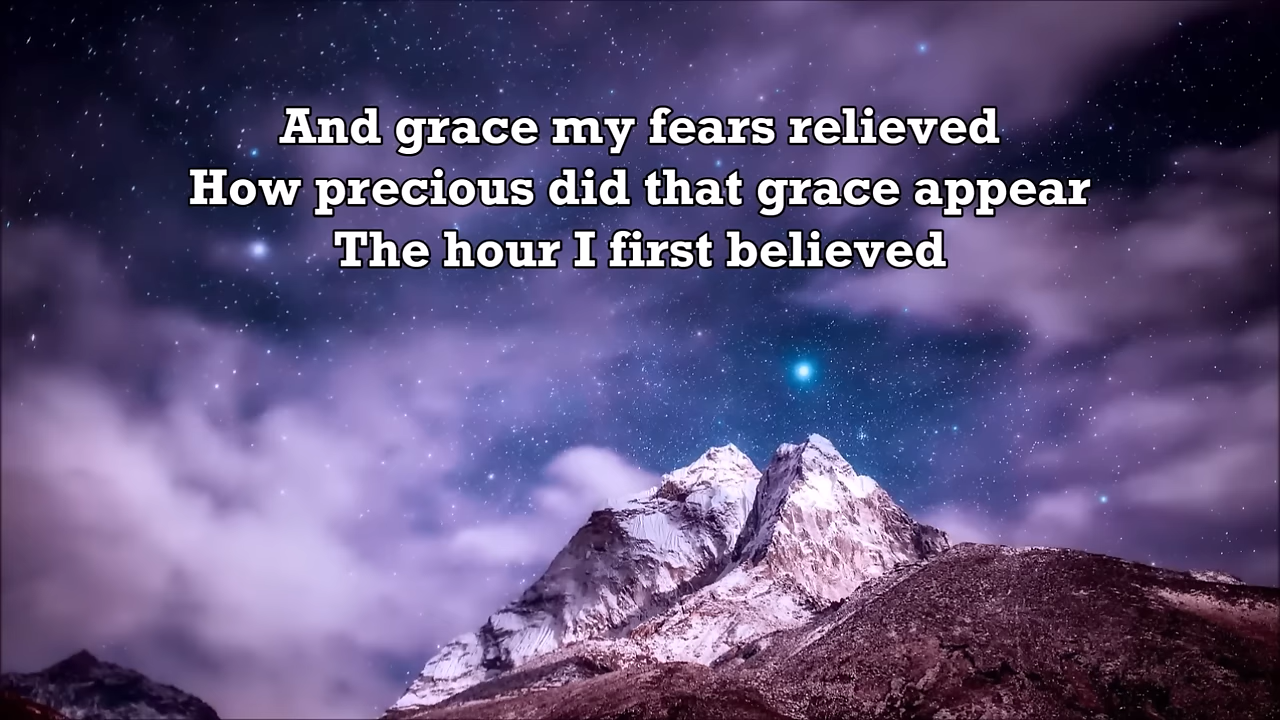 And grace my fears relieved
How precious did that grace appear
The hour I first believed